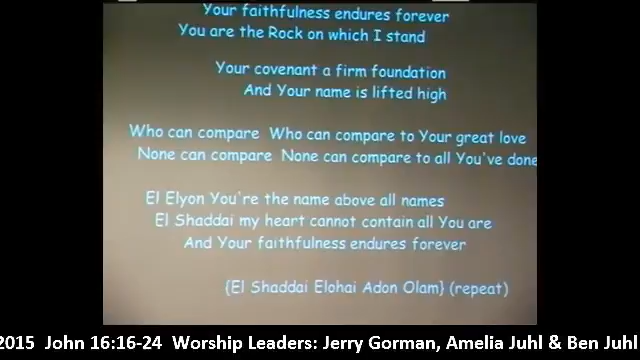 Your faithfulness endures forever
You are the Rock on which I stand
Your covenant a firm foundation
And Your name is lifted high
Who can compare Who can compare to Your great love
None can compare None can compare to all You've done
El Elyon You're the name above all names
El Shaddai my heart cannot contain all You are
And Your faithfulness endures forever
{El Shaddai Elohai Adon Olam} (repeat)
2015 John 16:16-24 Worship Leaders: Jerry Gorman, Amelia Juhl & Ben Juhl